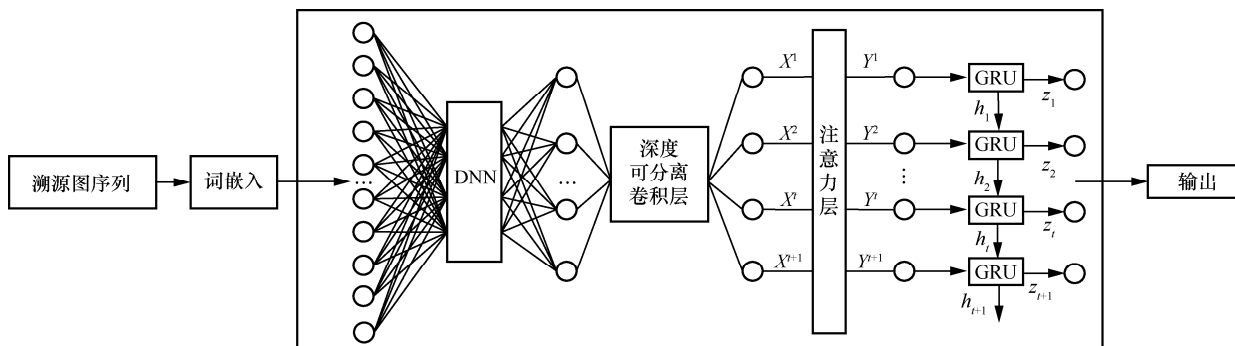 溯源图序列
词嵌入
…
DNN
…
深度
可分离
卷积层
X¹
X²
Xᵗ
Xᵗ⁺¹
注意力层
Y¹
Y²
⋮
Yᵗ
Yᵗ⁺¹
GRU
z₁
h₁
GRU
z₂
h₂
GRU
zₜ
hₜ
GRU
zₜ₊₁
hₜ₊₁
输出